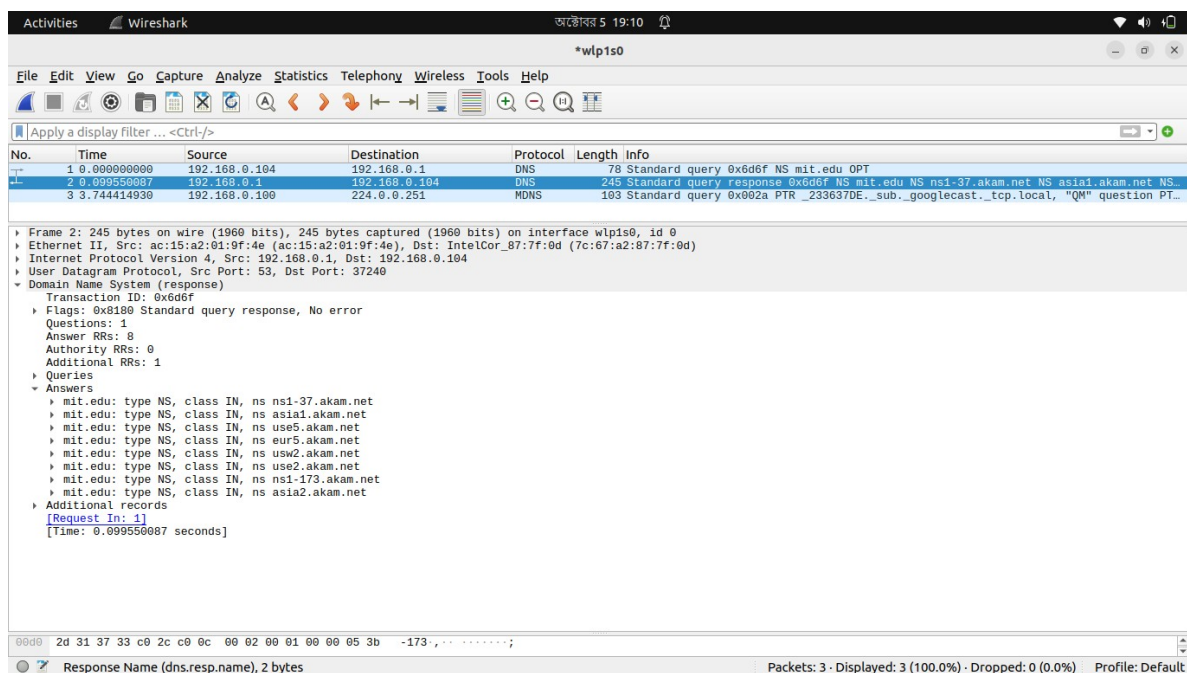 Activities Wireshark অক্টোবর 5 19:10
*wlp1s0
File Edit View Go Capture Analyze Statistics Telephony Wireless Tools Help
Apply a display filter … <Ctrl-/>
No. Time Source Destination Protocol Length Info
1 0.000000000 192.168.0.104 192.168.0.1 DNS 78 Standard query 0x6d6f NS mit.edu OPT
2 0.099550087 192.168.0.1 192.168.0.104 DNS 245 Standard query response 0x6d6f NS mit.edu NS ns1-37.akam.net NS asia1.akam.net NS…
3 3.744414930 192.168.0.100 224.0.0.251 MDNS 103 Standard query 0x002a PTR _233637DE._sub._googlecast._tcp.local, "QM" question PT…
Frame 2: 245 bytes on wire (1960 bits), 245 bytes captured (1960 bits) on interface wlp1s0, id 0
Ethernet II, Src: ac:15:a2:01:9f:4e (ac:15:a2:01:9f:4e), Dst: IntelCor_87:7f:0d (7c:67:a2:87:7f:0d)
Internet Protocol Version 4, Src: 192.168.0.1, Dst: 192.168.0.104
User Datagram Protocol, Src Port: 53, Dst Port: 37240
Domain Name System (response)
Transaction ID: 0x6d6f
Flags: 0x8180 Standard query response, No error
Questions: 1
Answer RRs: 8
Authority RRs: 0
Additional RRs: 1
Queries
Answers
mit.edu: type NS, class IN, ns ns1-37.akam.net
mit.edu: type NS, class IN, ns asia1.akam.net
mit.edu: type NS, class IN, ns use5.akam.net
mit.edu: type NS, class IN, ns eur5.akam.net
mit.edu: type NS, class IN, ns usw2.akam.net
mit.edu: type NS, class IN, ns use2.akam.net
mit.edu: type NS, class IN, ns ns1-173.akam.net
mit.edu: type NS, class IN, ns asia2.akam.net
Additional records
[Request In: 1]
[Time: 0.099550087 seconds]
00d0 2d 31 37 33 c0 2c c0 0c 00 02 00 01 00 00 05 3b -173·,·· ·······;
Response Name (dns.resp.name), 2 bytes Packets: 3 · Displayed: 3 (100.0%) · Dropped: 0 (0.0%) Profile: Default